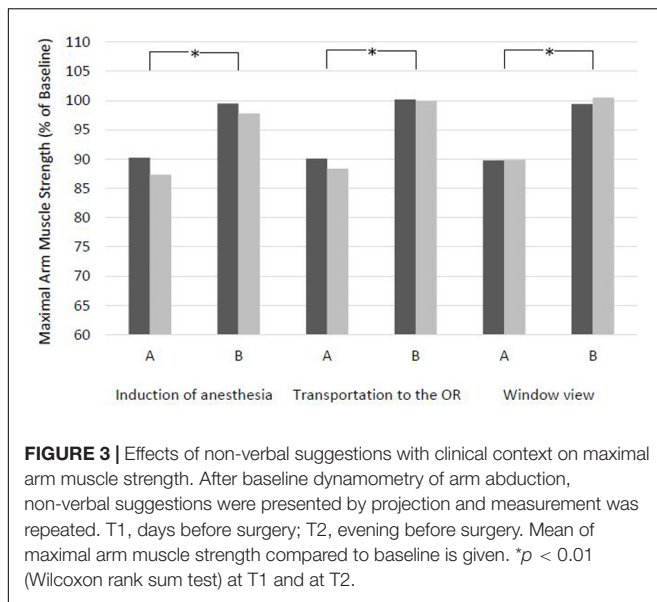 Maximal Arm Muscle Strength (% of Baseline)
110
105
100
95
90
85
80
75
70
65
60
*
*
*
A B A B A B
Induction of anesthesia Transportation to the OR Window view
FIGURE 3 | Effects of non-verbal suggestions with clinical context on maximal
arm muscle strength. After baseline dynamometry of arm abduction,
non-verbal suggestions were presented by projection and measurement was
repeated. T1, days before surgery; T2, evening before surgery. Mean of
maximal arm muscle strength compared to baseline is given. *p < 0.01
(Wilcoxon rank sum test) at T1 and at T2.